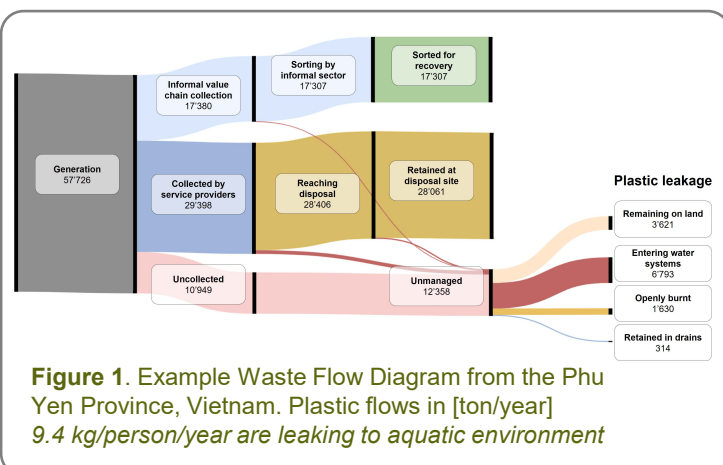 Generation
57'726
Informal value
chain collection
17'380
Sorting by
informal sector
17'307
Sorted for
recovery
17'307
Collected by
service providers
29'398
Reaching
disposal
28'406
Retained at
disposal site
28'061
Uncollected
10'949
Unmanaged
12'358
Plastic leakage
Remaining on land
3'621
Entering water
systems
6'793
Openly burnt
1'630
Retained in drains
314
Figure 1. Example Waste Flow Diagram from the Phu
Yen Province, Vietnam. Plastic flows in [ton/year]
9.4 kg/person/year are leaking to aquatic environment